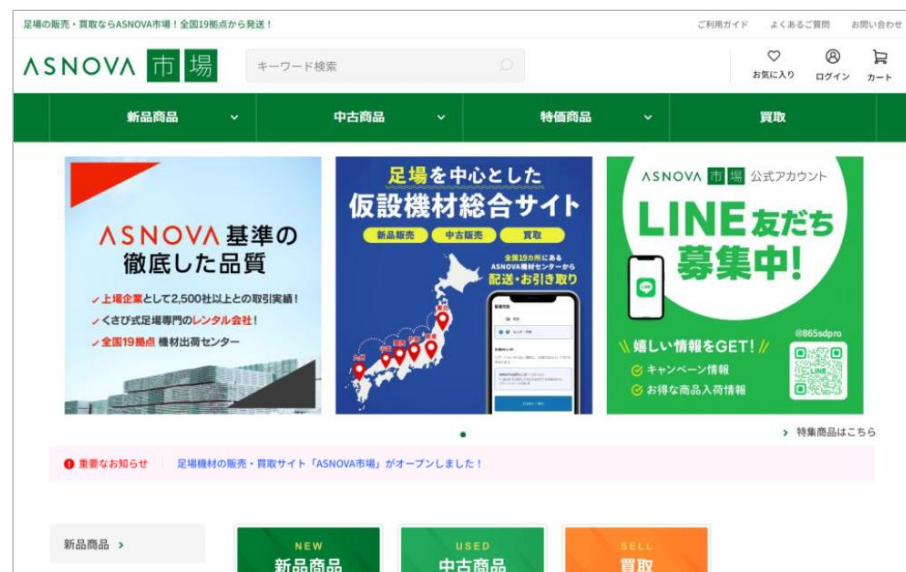 足場の販売・買取ならASNOVA市場！全国19拠点から発送！
ご利用ガイド よくあるご質問 お問い合わせ
ASNOVA 市場
キーワード検索
お気に入り ログイン カート
新品商品 中古商品 特価商品 買取
ASNOVA 基準の
徹底した品質
上場企業として2,500社以上との取引実績！
くさび式足場専門のレンタル会社！
全国19拠点 機材出荷センター
足場を中心とした
仮設機材総合サイト
新品販売 中古販売 買取
全国19カ所にある
ASNOVA機材センターから
配送・お引き取り
東北
九州
ASNOVA 市場 公式アカウント
LINE友だち
募集中！
@865sdpro
嬉しい情報をGET！
キャンペーン情報
お得な商品入荷情報
LINE
特集商品はこちら
重要なお知らせ 足場機材の販売・買取サイト「ASNOVA市場」がオープンしました！
新品商品
NEW
新品商品
USED
中古商品
SELL
買取